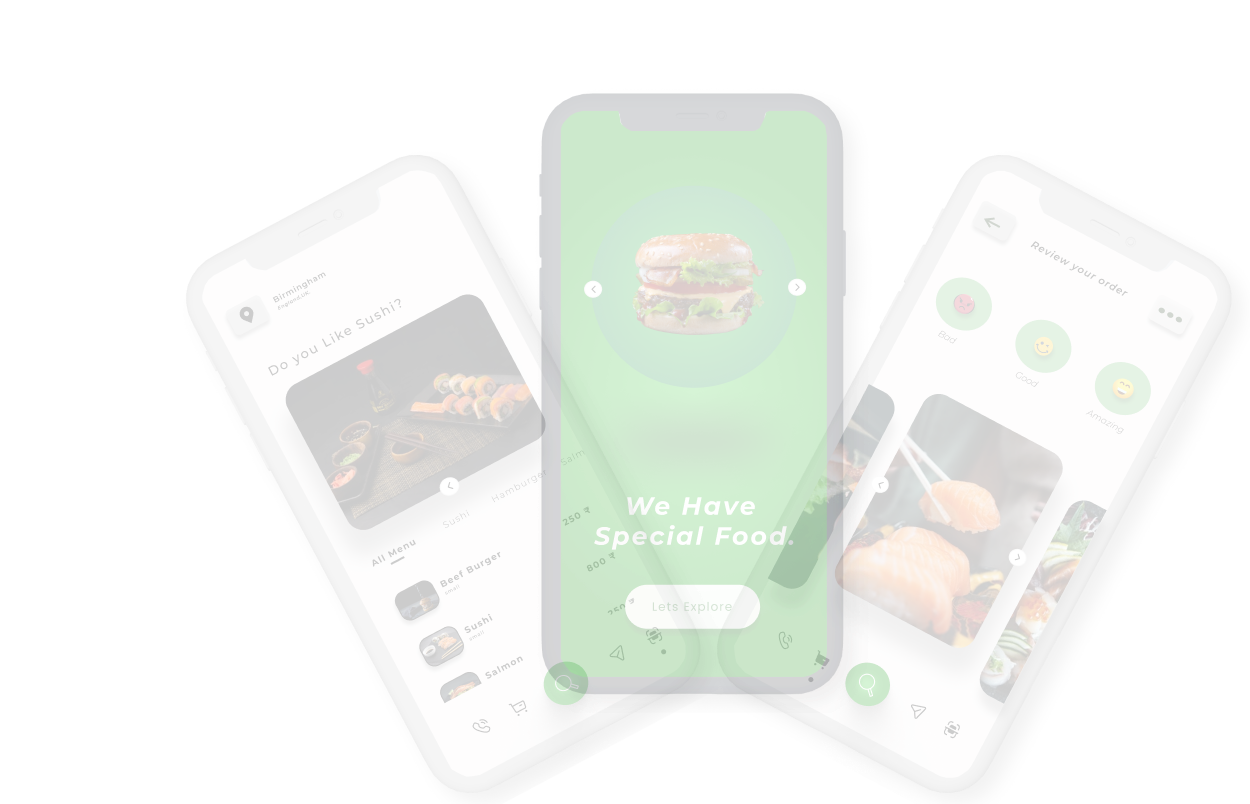 Birmingham
England,UK
Do you Like Sushi?
Sushi
Hamburger
Salm
All Menu
Beef Burger
small
250 ₹
Sushi
small
800 ₹
Salmon
250 ₹
We Have
Special Food.
Lets Explore
Review your order
Bad
Good
Amazing